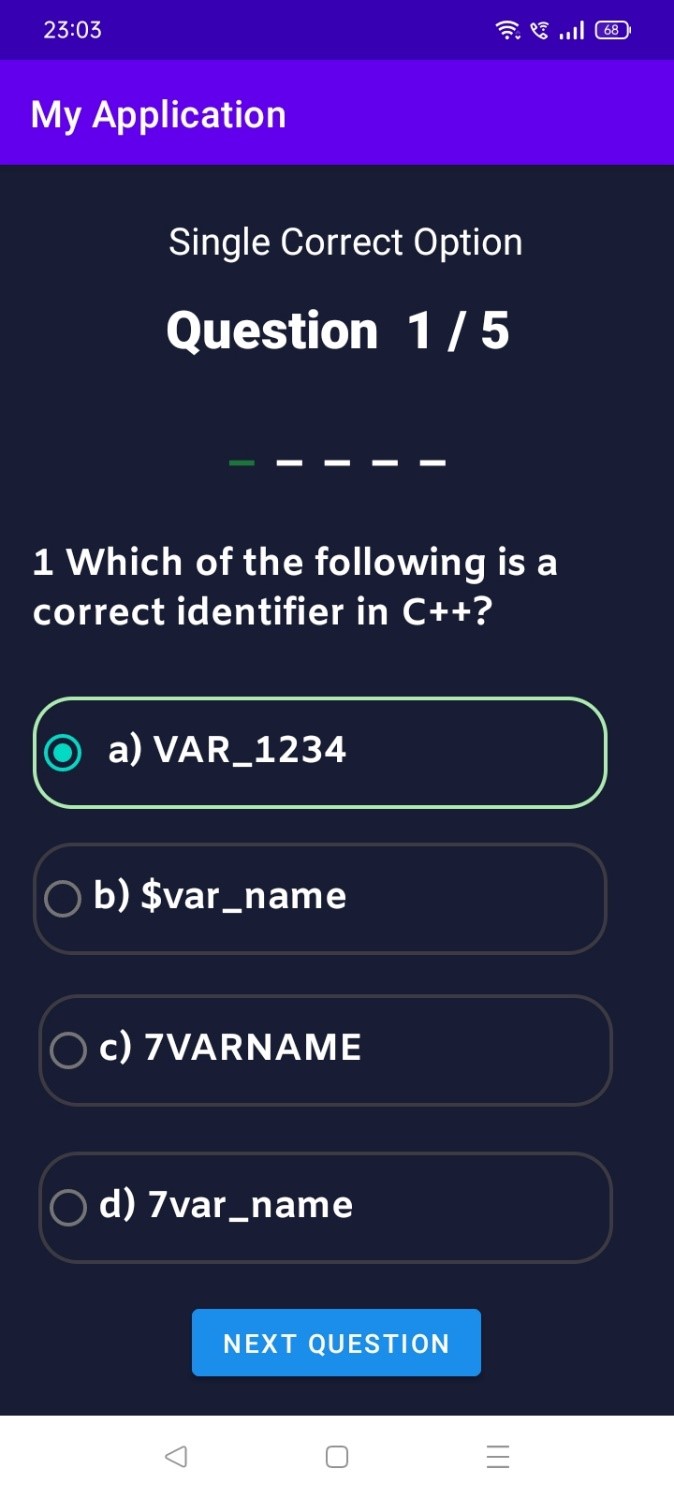 23:03
68
My Application
Single Correct Option
Question 1 / 5
1 Which of the following is a
correct identifier in C++?
a) VAR_1234
b) $var_name
c) 7VARNAME
d) 7var_name
NEXT QUESTION